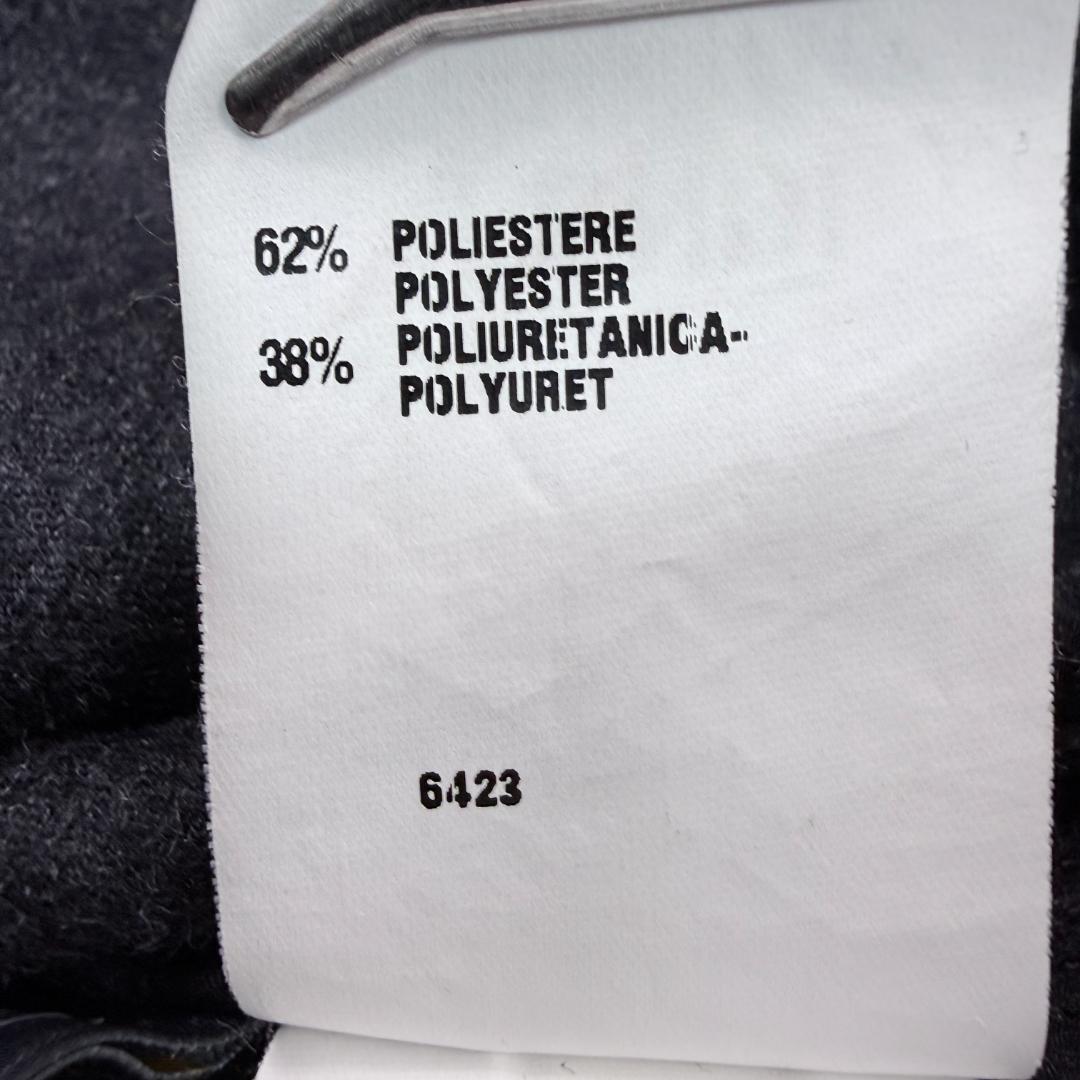 62% POLIESTERE
POLYESTER
38% POLIURETANICA-
POLYURET
6423